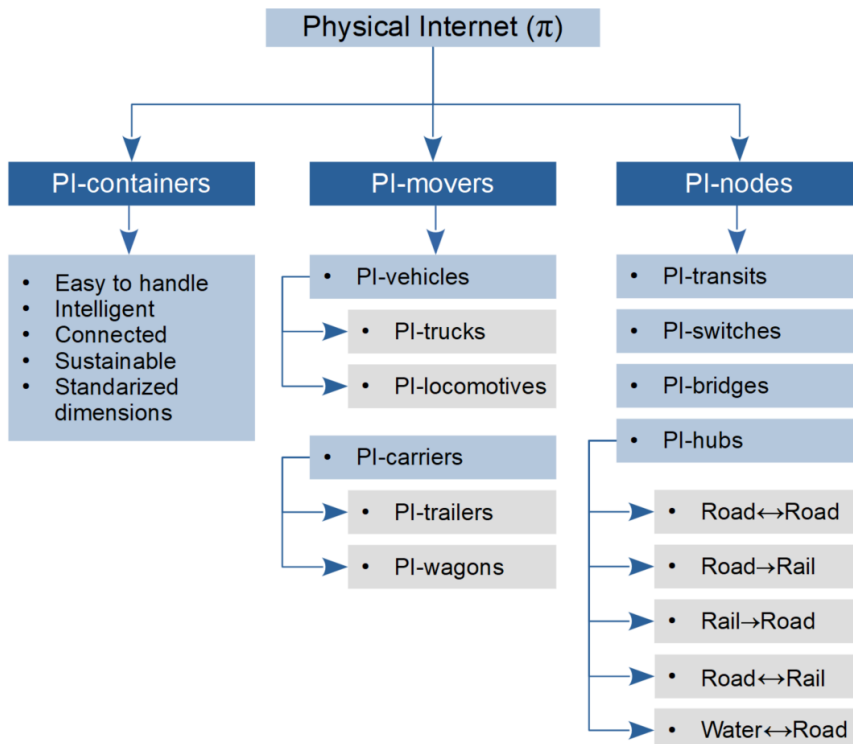 Physical Internet (π)
PI-containers
• Easy to handle
• Intelligent
• Connected
• Sustainable
• Standarized
dimensions
PI-movers
• PI-vehicles
• PI-trucks
• PI-locomotives
• PI-carriers
• PI-trailers
• PI-wagons
PI-nodes
• PI-transits
• PI-switches
• PI-bridges
• PI-hubs
• Road↔Road
• Road→Rail
• Rail→Road
• Road↔Rail
• Water↔Road